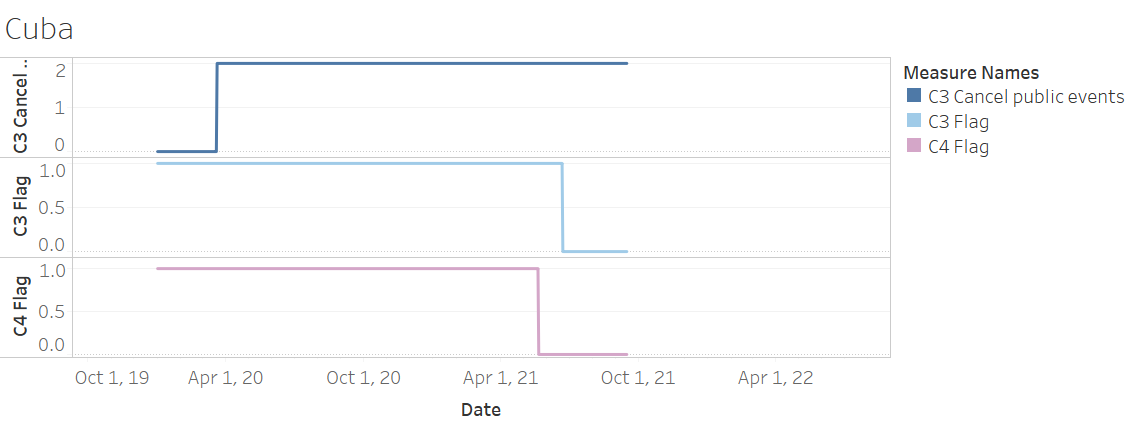 Cuba
C3 Cancel ..
2
1
0
C3 Flag
1.0
0.5
0.0
C4 Flag
1.0
0.5
0.0
Oct 1, 19 Apr 1, 20 Oct 1, 20 Apr 1, 21 Oct 1, 21 Apr 1, 22
Date
Measure Names
C3 Cancel public events
C3 Flag
C4 Flag